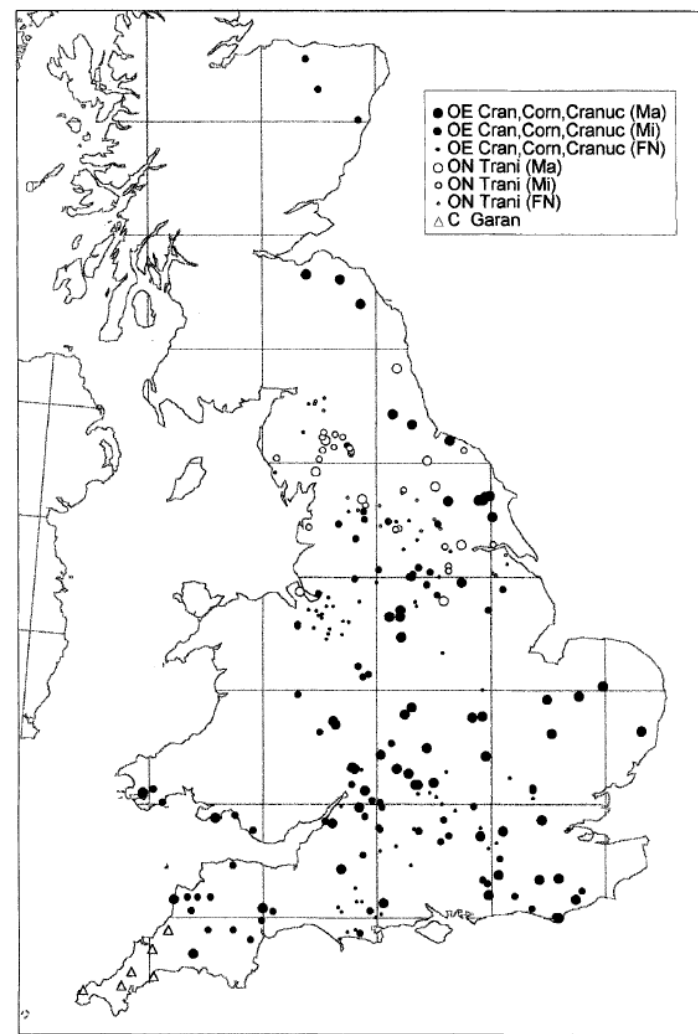 OE Cran,Corn,Cranuc (Ma)
OE Cran,Corn,Cranuc (Mi)
OE Cran,Corn,Cranuc (FN)
ON Trani (Ma)
ON Trani (Mi)
ON Trani (FN)
C Garan